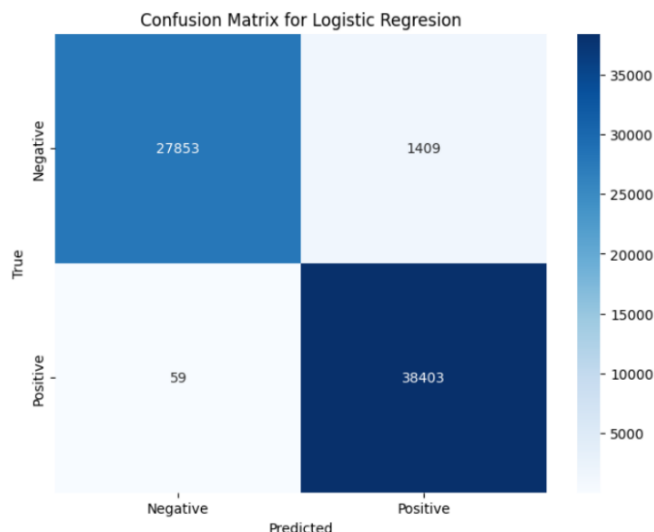 Confusion Matrix for Logistic Regresion
27853 1409
59 38403
True
Negative
Positive
Negative Positive
Predicted
35000
30000
25000
20000
15000
10000
5000